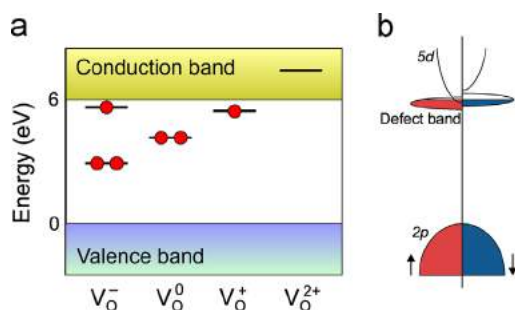 a
Conduction band
6
Energy (eV)
0
Valence band
V_O^-
V_O^0
V_O^+
V_O^2+
b
5d
Defect band
2p